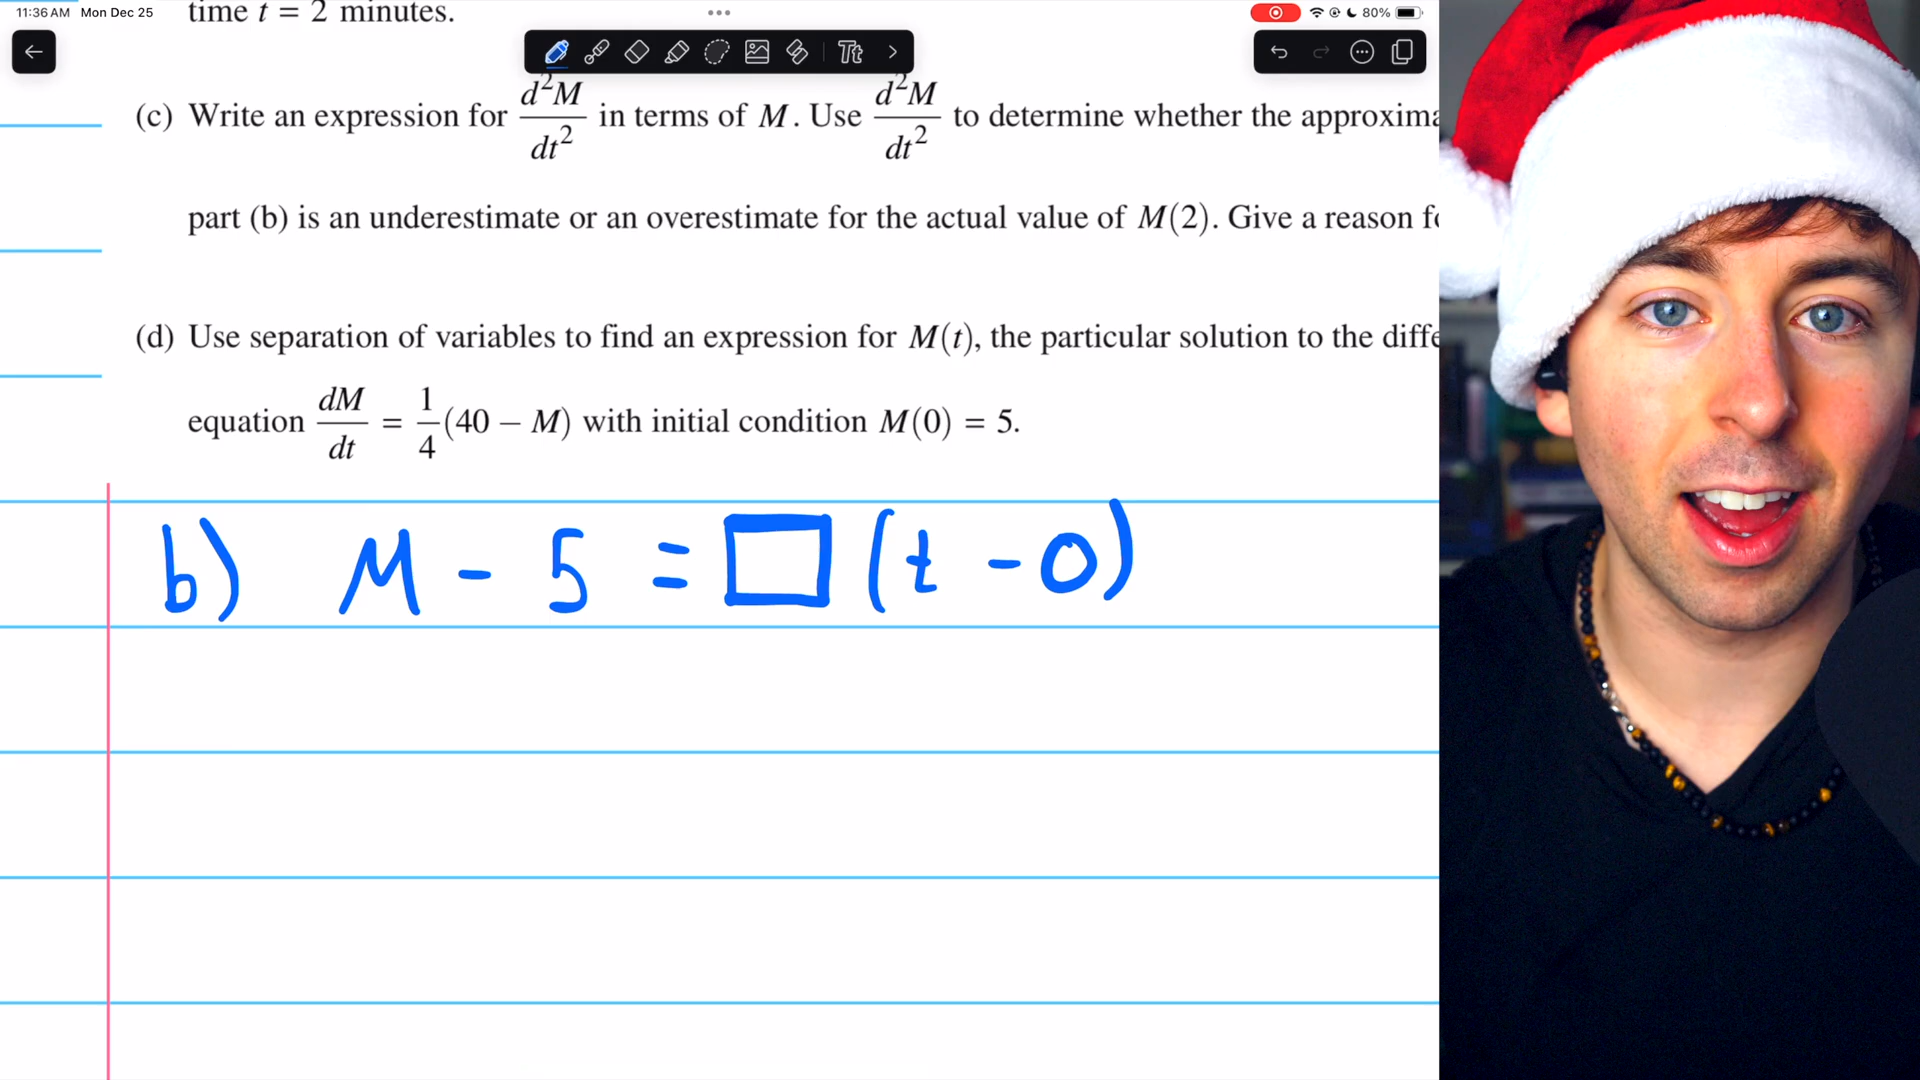 11:36 AM Mon Dec 25
80%
time t = 2 minutes.
Tt
(c) Write an expression for d²M/dt² in terms of M. Use d²M/dt² to determine whether the
part (b) is an underestimate or an overestimate for the actual value of M(2). Give a reason
(d) Use separation of variables to find an expression for M(t), the particular solution to the
equation dM/dt = 1/4(40 – M) with initial condition M(0) = 5.
b) M - 5 = □(t - 0)